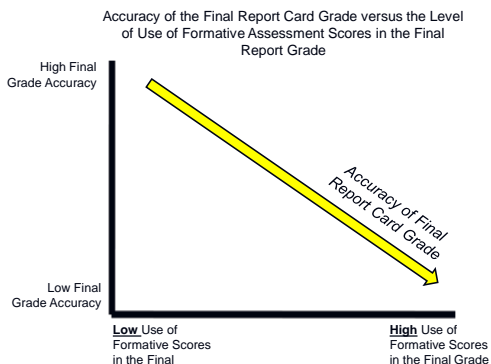 Accuracy of the Final Report Card Grade versus the Level
of Use of Formative Assessment Scores in the Final
Report Grade
High Final
Grade Accuracy
Accuracy of Final
Report Card Grade
Low Final
Grade Accuracy
Low Use of
Formative Scores
in the Final
High Use of
Formative Scores
in the Final Grade